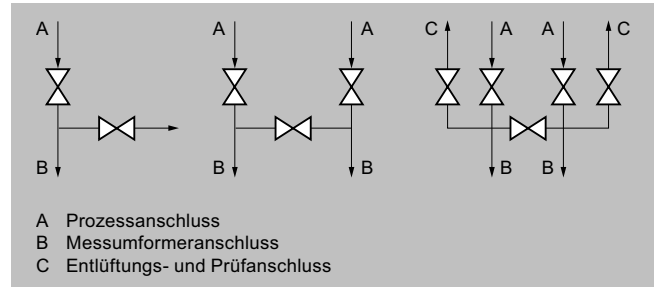 A A A C A A C
B B B B B
A Prozessanschluss
B Messumformeranschluss
C Entlüftungs- und Prüfanschluss